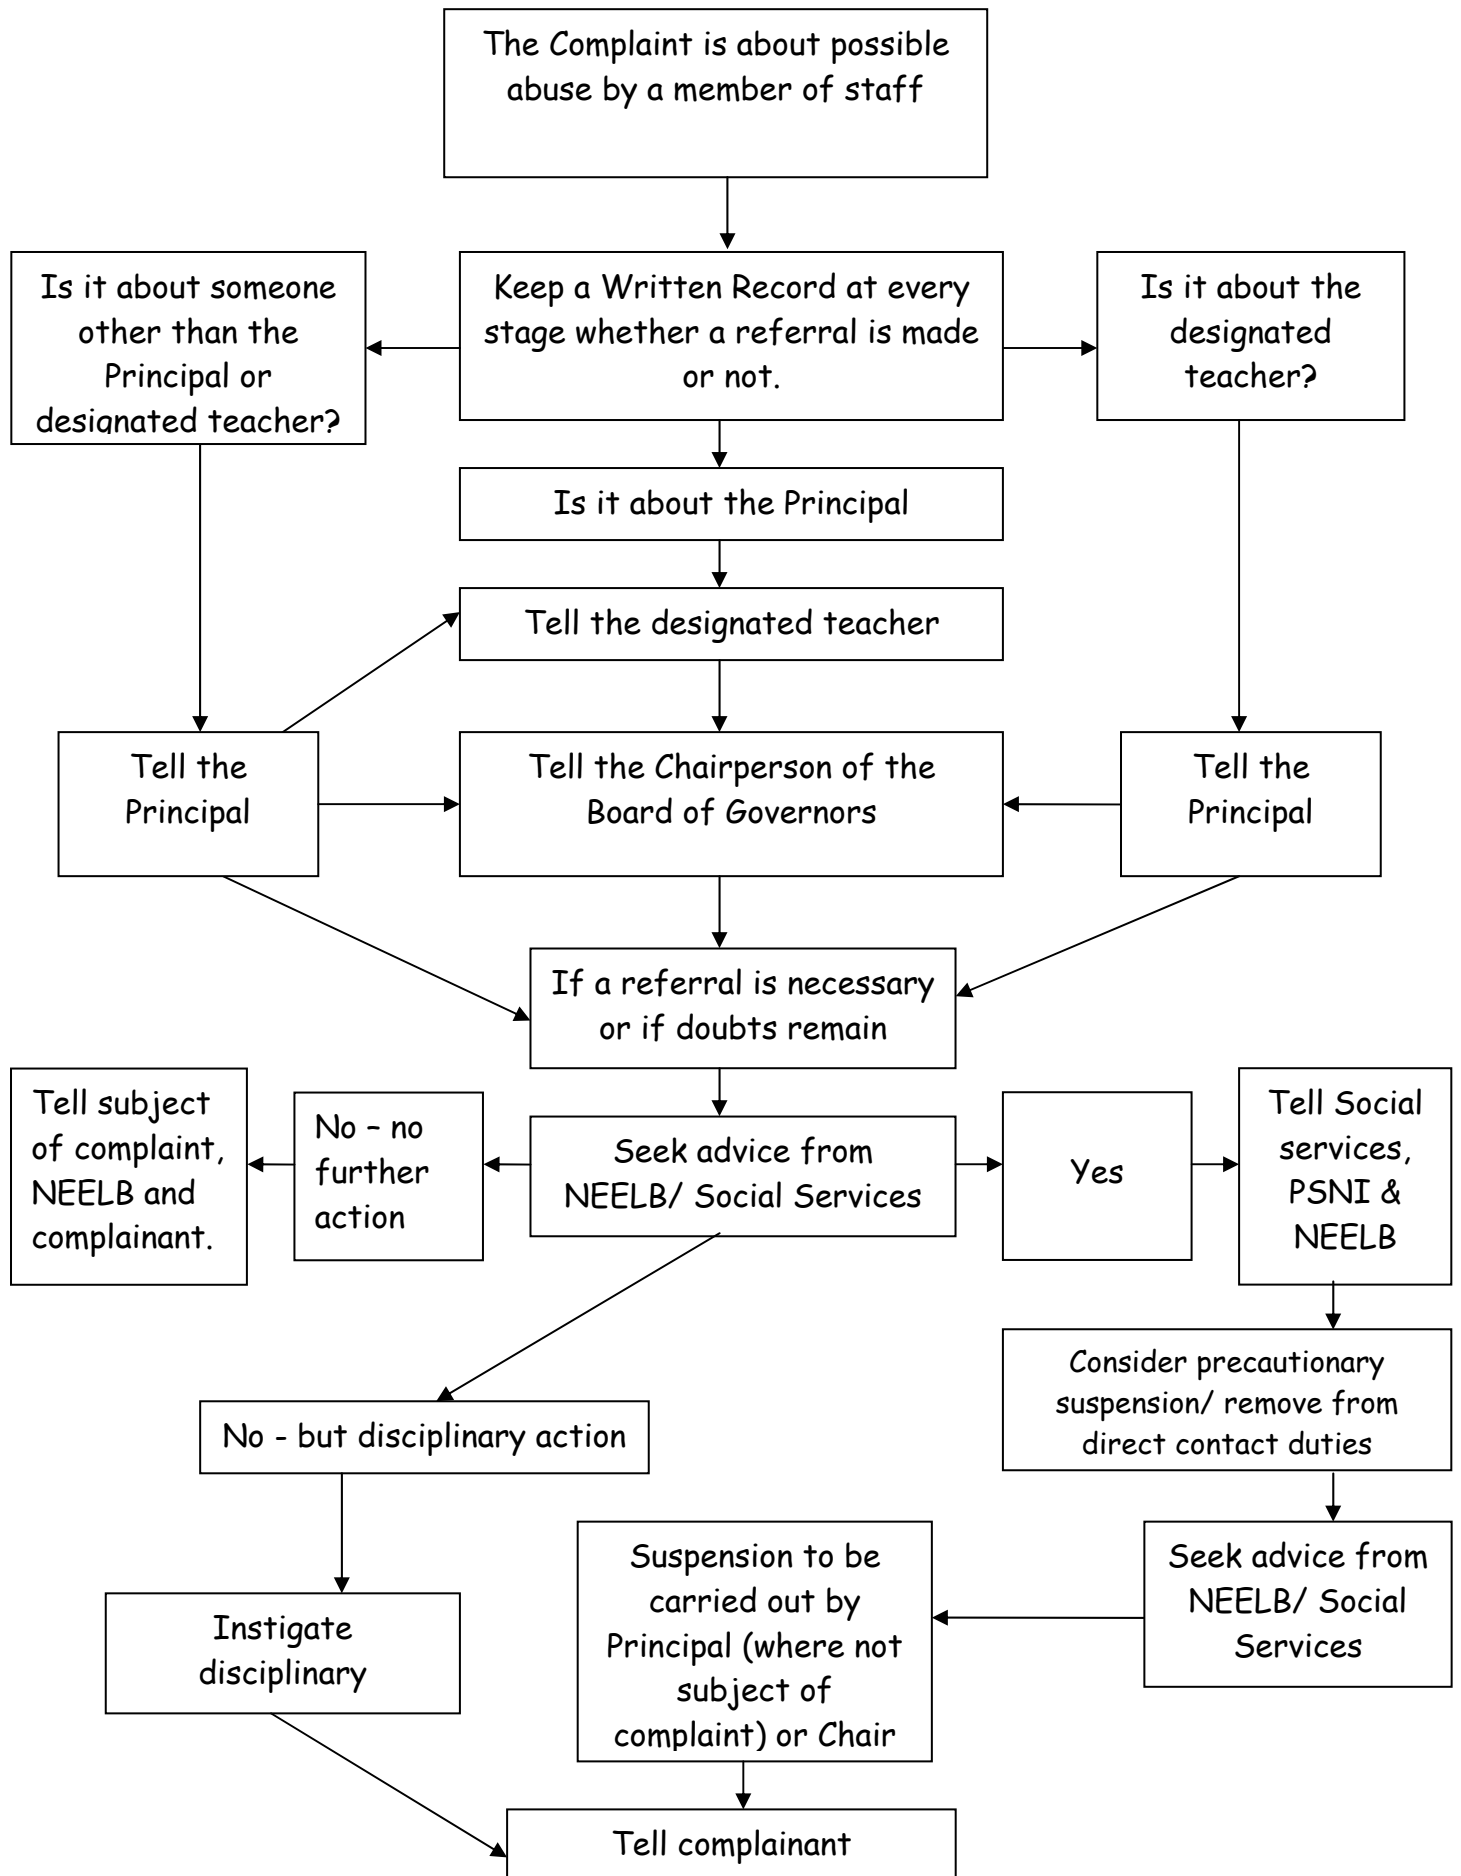 The Complaint is about possible
abuse by a member of staff
Is it about someone
other than the
Principal or
designated teacher?
Keep a Written Record at every
stage whether a referral is made
or not.
Is it about the
designated
teacher?
Is it about the Principal
Tell the designated teacher
Tell the
Principal
Tell the Chairperson of the
Board of Governors
Tell the
Principal
If a referral is necessary
or if doubts remain
Tell subject
of complaint,
NEELB and
complainant.
No – no
further
action
Seek advice from
NEELB/ Social Services
Yes
Tell Social
services,
PSNI &
NEELB
Consider precautionary
suspension/ remove from
direct contact duties
No - but disciplinary action
Suspension to be
carried out by
Principal (where not
subject of
complaint) or Chair
Seek advice from
NEELB/ Social
Services
Instigate
disciplinary
Tell complainant